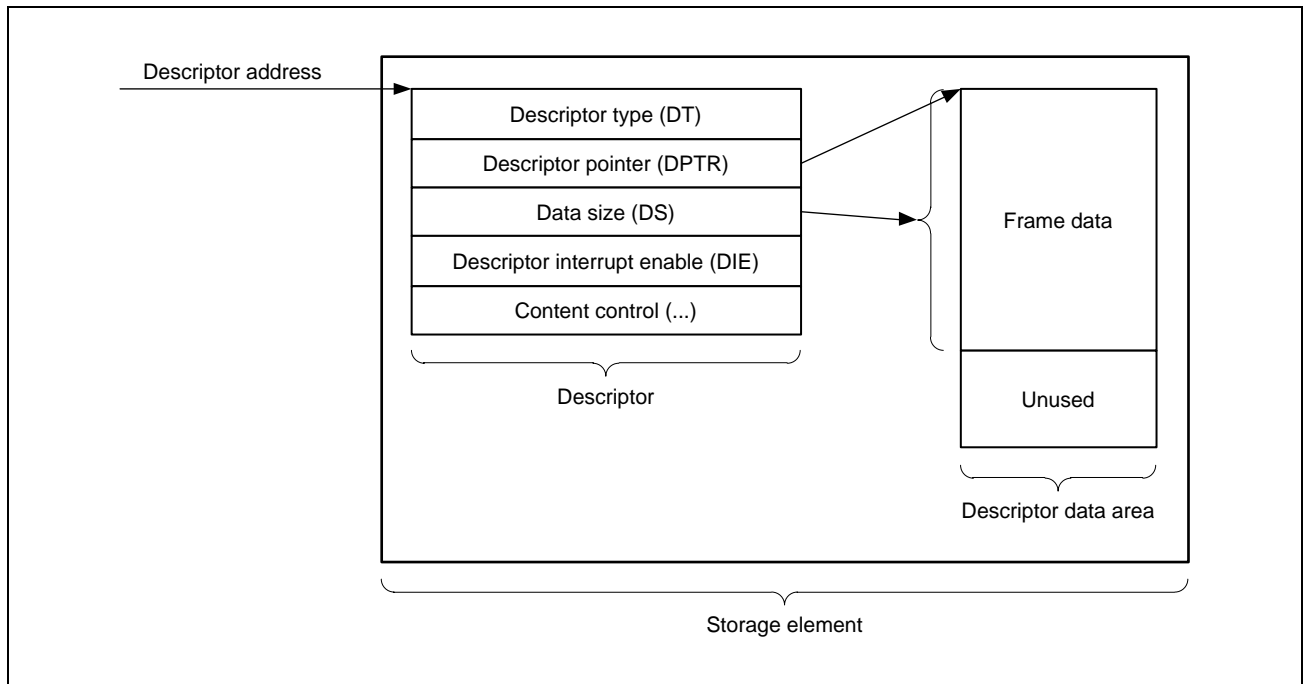 Descriptor address
Descriptor type (DT)
Descriptor pointer (DPTR)
Data size (DS)
Descriptor interrupt enable (DIE)
Content control (...)
Descriptor
Frame data
Unused
Descriptor data area
Storage element